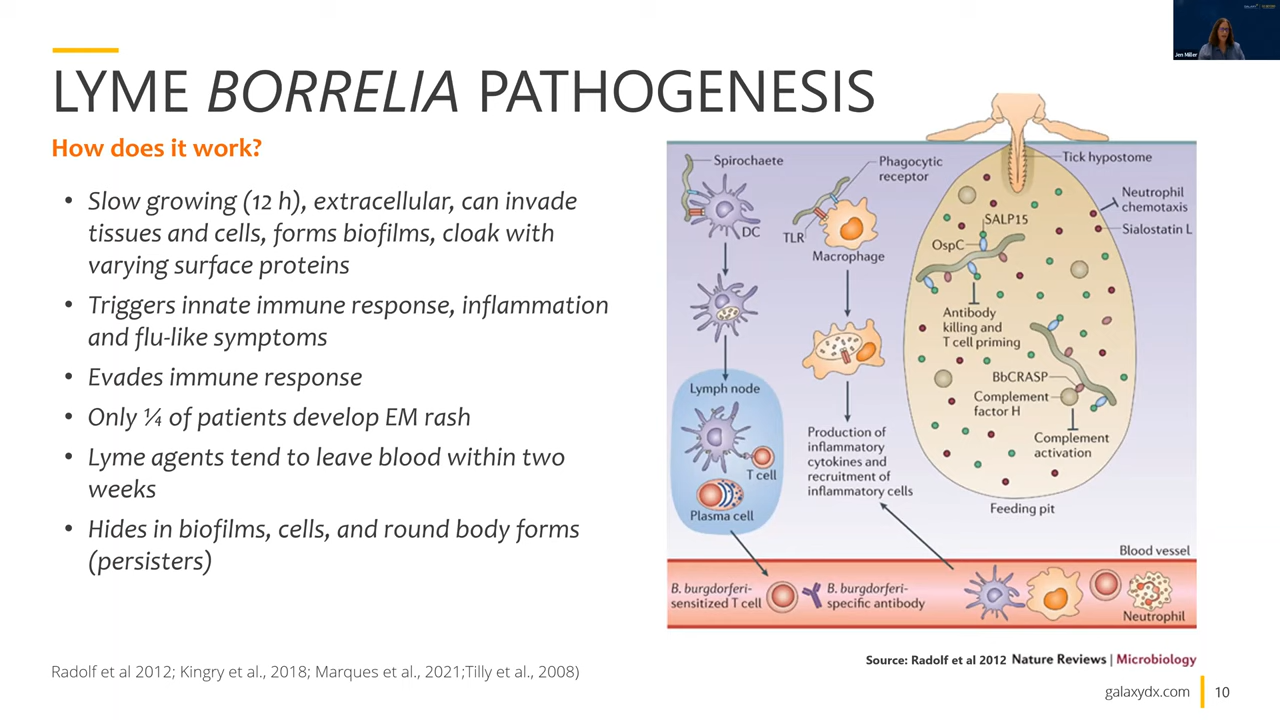 LYME BORRELIA PATHOGENESIS
How does it work?
• Slow growing (12 h), extracellular, can invade
tissues and cells, forms biofilms, cloak with
varying surface proteins
• Triggers innate immune response, inflammation
and flu-like symptoms
• Evades immune response
• Only ¼ of patients develop EM rash
• Lyme agents tend to leave blood within two
weeks
• Hides in biofilms, cells, and round body forms
(persisters)
Radolf et al 2012; Kingry et al., 2018; Marques et al., 2021;Tilly et al., 2008)
Jen Miller
Spirochaete
DC
Lymph node
T cell
Plasma cell
Phagocytic
receptor
TLR
Macrophage
Production of
inflammatory
cytokines and
recruitment of
inflammatory cells
Tick hypostome
Neutrophil
chemotaxis
Sialostatin L
SALP15
OspC
Antibody
killing and
T cell priming
BbCRASP
Complement
factor H
Complement
activation
Feeding pit
Blood vessel
B. burgdorferi-
sensitized T cell
B. burgdorferi-
specific antibody
Neutrophil
Source: Radolf et al 2012 Nature Reviews | Microbiology
galaxydx.com 10